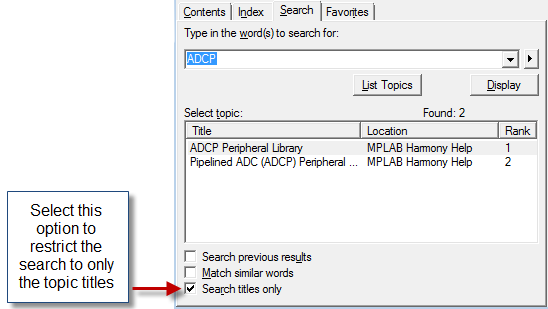 Contents Index Search Favorites
Type in the word(s) to search for:
ADCP
List Topics Display
Select topic: Found: 2
Title Location Rank
ADCP Peripheral Library MPLAB Harmony Help 1
Pipelined ADC (ADCP) Peripheral ... MPLAB Harmony Help 2
Search previous results
Match similar words
Search titles only
Select this
option to
restrict the
search to only
the topic titles